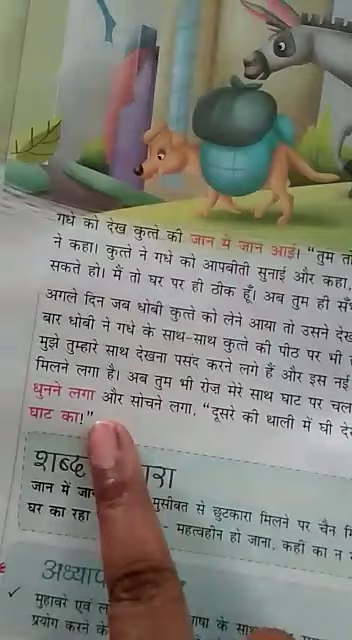 गधे को देख कुत्ते की जान में जान आई। "तुम तो
ने कहा। कुत्ते ने गधे को आपबीती सुनाई और कहा,
सकते हो। मैं तो घर पर ही ठीक हूँ। अब तुम ही
अगले दिन जब धोबी कुत्ते को लेने आया तो उसने
बार धोबी ने गधे के साथ-साथ कुत्ते की पीठ पर भी
मुझे तुम्हारे साथ देखना पसंद करने लगे हैं और इस नई
मिलने लगा है। अब तुम भी रोज़ मेरे साथ घाट पर
धुनने लगा और सोचने लगा, "दूसरे की थाली में घी
घाट का!"
शब्द
जान में मुसीबत से छुटकारा मिलने पर चैन
घर का रहा - महत्वहीन हो जाना, कहीं का न
मुहावरे एवं के
प्रयोग करने के